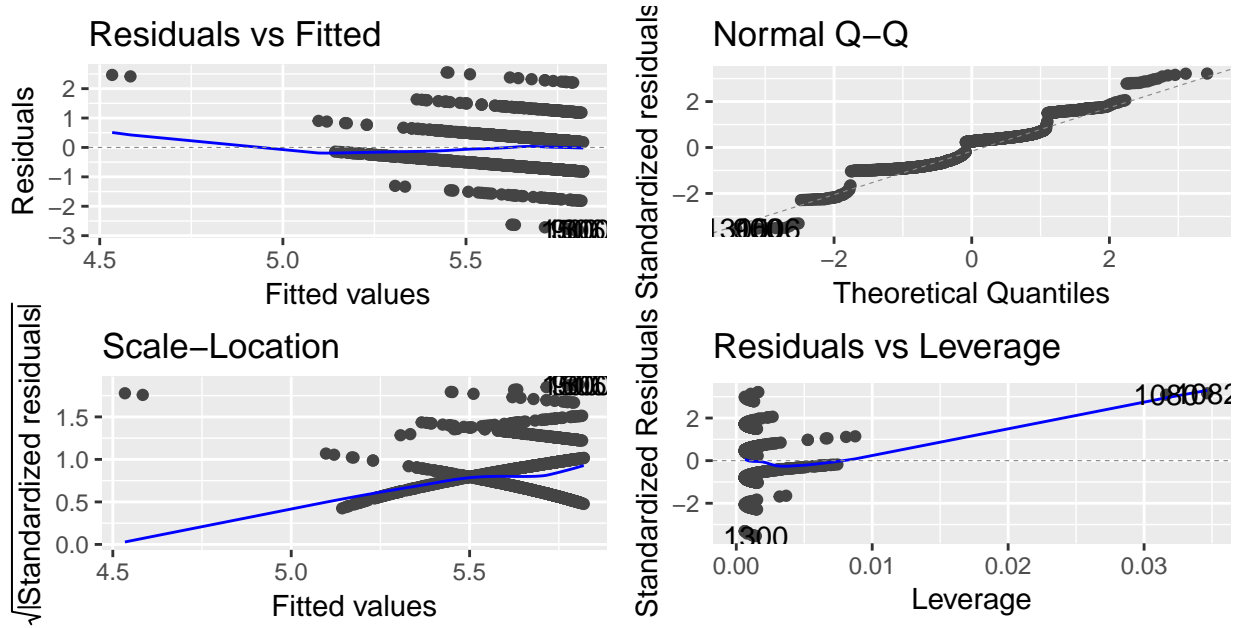 Residuals vs Fitted
Residuals
2
1
0
−1
−2
−3
4.5
5.0
5.5
Fitted values
Normal Q−Q
Standardized residuals
2
0
−2
−2
0
2
Theoretical Quantiles
Scale−Location
√|Standardized residuals|
1.5
1.0
0.5
0.0
4.5
5.0
5.5
Fitted values
Residuals vs Leverage
Standardized Residuals
2
0
−2
1300
1080
1082
0.00
0.01
0.02
0.03
Leverage